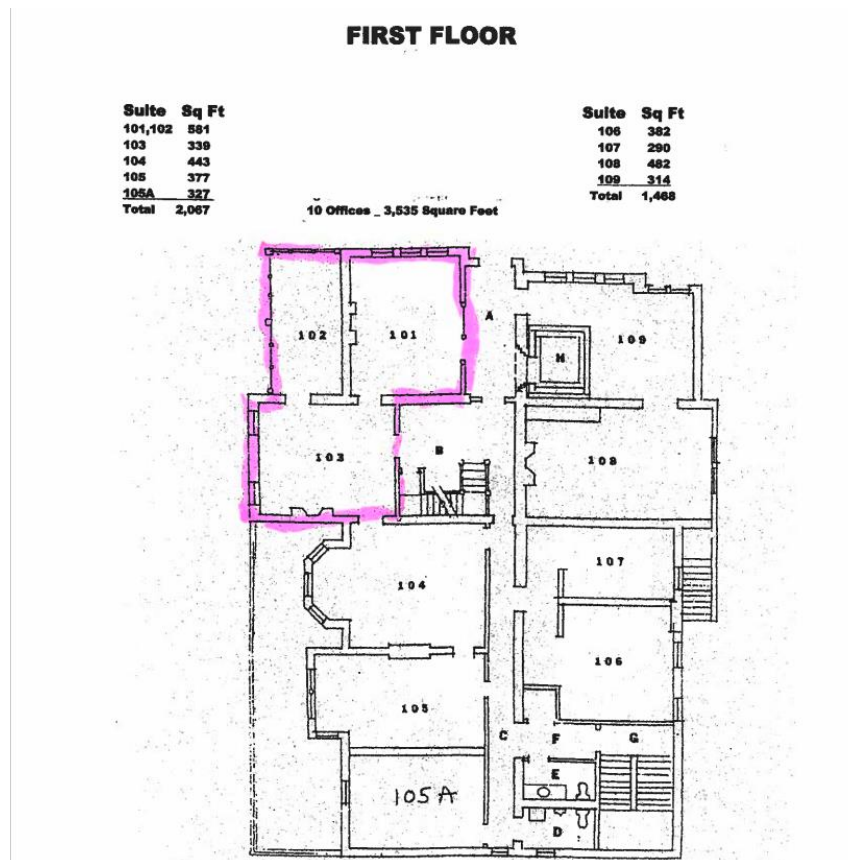 FIRST FLOOR
Suite Sq Ft
101,102 581
103 339
104 443
105 377
105A 327
Total 2,067
Suite Sq Ft
106 382
107 290
108 482
109 314
Total 1,468
10 Offices _ 3,535 Square Feet
102
101
A
H
109
103
B
108
104
107
106
105
C
F
G
E
105A
D